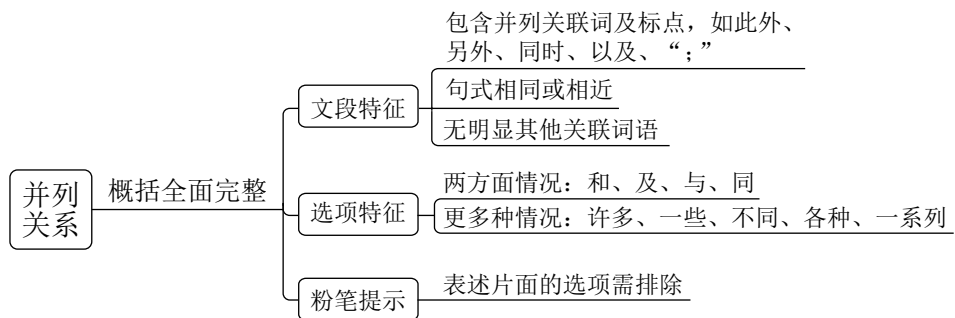 包含并列关联词及标点，如此外、
另外、同时、以及、“；”
文段特征
句式相同或相近
无明显其他关联词语
并列
关系
概括全面完整
两方面情况：和、及、与、同
选项特征
更多种情况：许多、一些、不同、各种、一系列
粉笔提示
表述片面的选项需排除